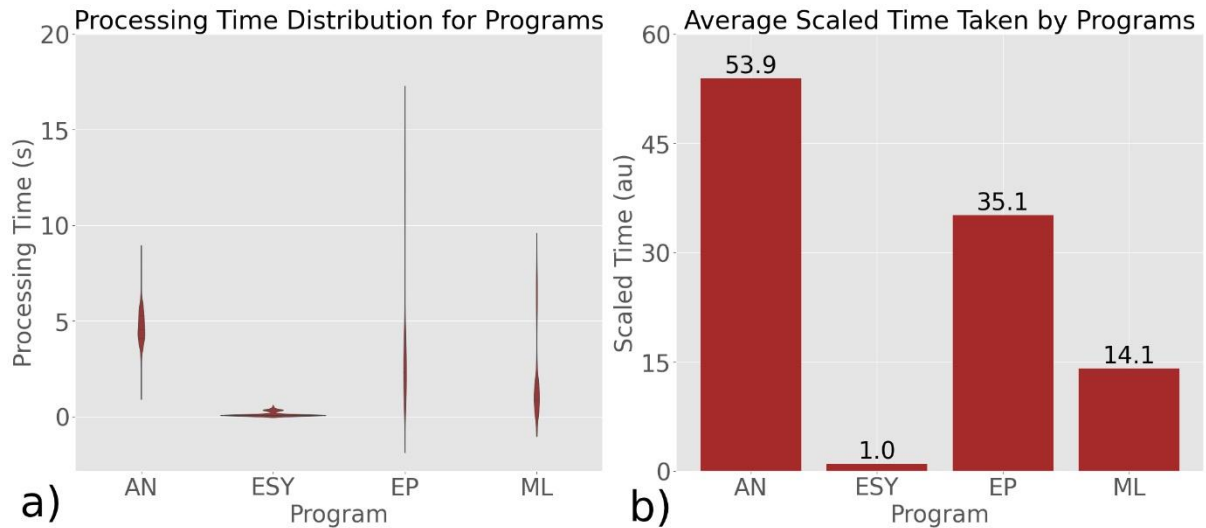 Processing Time Distribution for Programs
20
15
10
5
0
Processing Time (s)
AN ESY EP ML
Program
a)
Average Scaled Time Taken by Programs
60
45
30
15
0
Scaled Time (au)
53.9
1.0
35.1
14.1
AN ESY EP ML
Program
b)